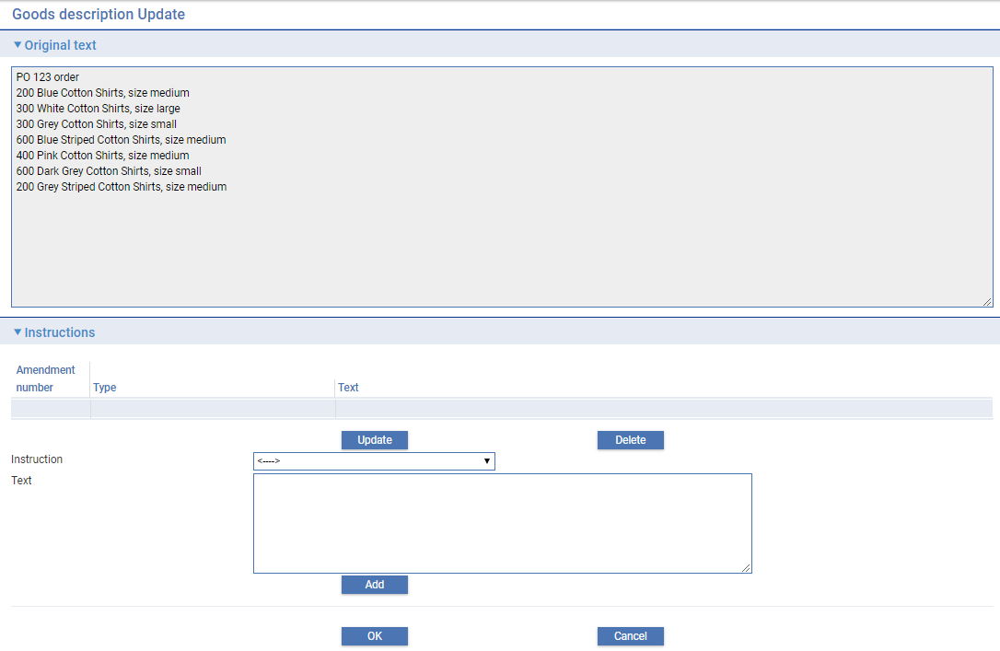 Goods description Update
Original text
PO 123 order
200 Blue Cotton Shirts, size medium
300 White Cotton Shirts, size large
300 Grey Cotton Shirts, size small
600 Blue Striped Cotton Shirts, size medium
400 Pink Cotton Shirts, size medium
600 Dark Grey Cotton Shirts, size small
200 Grey Striped Cotton Shirts, size medium
Instructions
Amendment
number Type Text
Update Delete
Instruction <---->
Text
Add
OK Cancel